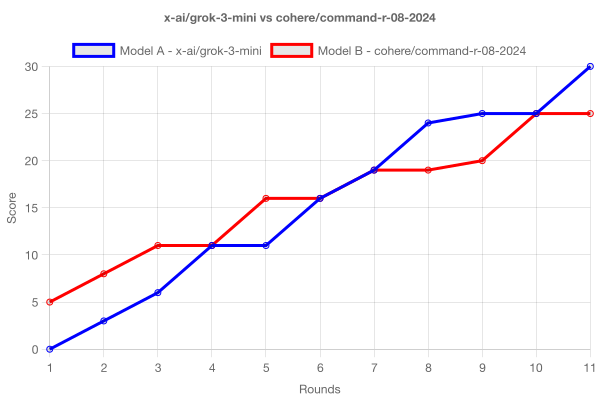 x-ai/grok-3-mini vs cohere/command-r-08-2024
Model A - x-ai/grok-3-mini Model B - cohere/command-r-08-2024
30
25
20
15
10
5
0
Score
1 2 3 4 5 6 7 8 9 10 11
Rounds